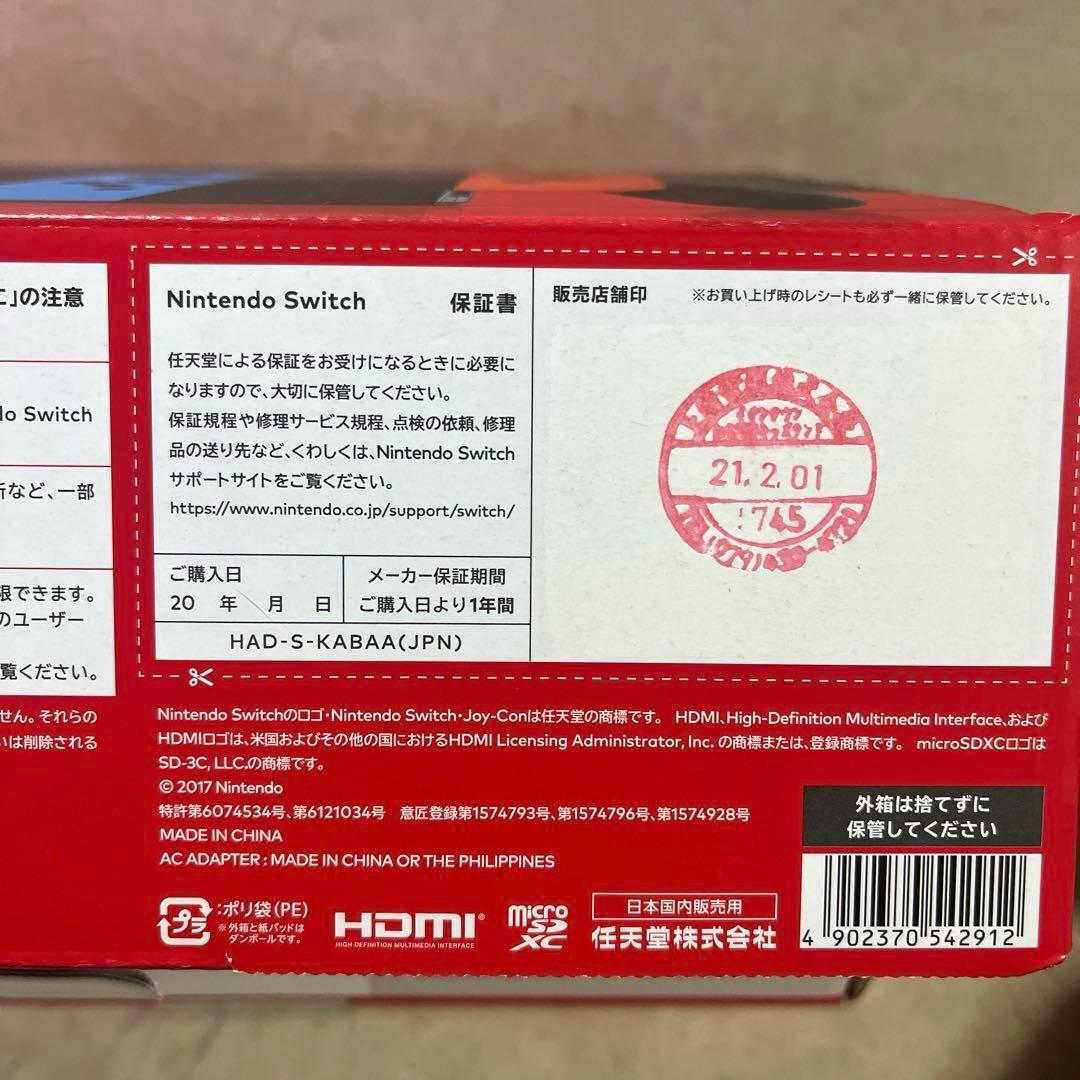 こ」の注意
do Switch
所など、一部
限できます。
のユーザー
覧ください。
せん。それらの
いは削除される
Nintendo Switch 保証書
任天堂による保証をお受けになるときに必要に
なりますので、大切に保管してください。
保証規程や修理サービス規程、点検の依頼、修理
品の送り先など、くわしくは、Nintendo Switch
サポートサイトをご覧ください。
https://www.nintendo.co.jp/support/switch/
ご購入日
20 年 月 日
メーカー保証期間
ご購入日より1年間
HAD-S-KABAA(JPN)
販売店舗印 ※お買い上げ時のレシートも必ず一緒に保管してください。
21.2.01
Nintendo Switchのロゴ・Nintendo Switch・Joy-Conは任天堂の商標です。 HDMI、High-Definition Multimedia Interface、および
HDMIロゴは、米国およびその他の国におけるHDMI Licensing Administrator, Inc. の商標または、登録商標です。 microSDXCロゴは
SD-3C, LLC.の商標です。
© 2017 Nintendo
特許第6074534号、第6121034号 意匠登録第1574793号、第1574796号、第1574928号
MADE IN CHINA
AC ADAPTER : MADE IN CHINA OR THE PHILIPPINES
プラ
:ポリ袋(PE)
※外箱と紙パッドは
ダンボールです。
HDMI®
HIGH DEFINITION MULTIMEDIA INTERFACE
micro
SD
XC
日本国内販売用
任天堂株式会社
外箱は捨てずに
保管してください
4 902370 542912